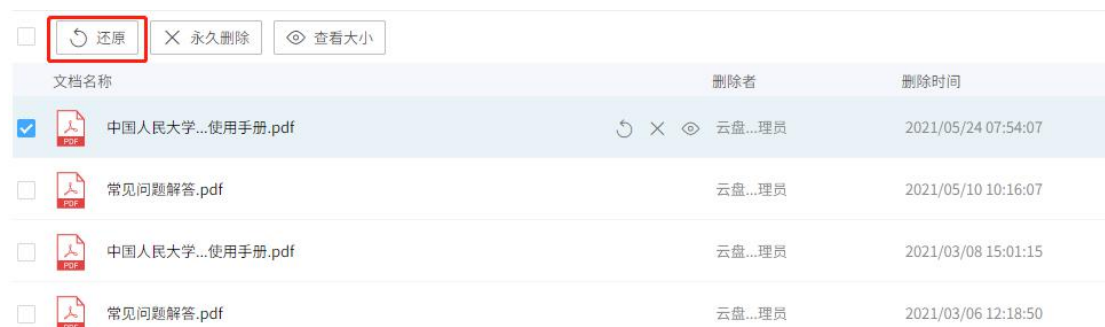 还原 永久删除 查看大小
文档名称 删除者 删除时间
PDF 中国人民大学...使用手册.pdf 云盘...理员 2021/05/24 07:54:07
PDF 常见问题解答.pdf 云盘...理员 2021/05/10 10:16:07
PDF 中国人民大学...使用手册.pdf 云盘...理员 2021/03/08 15:01:15
PDF 常见问题解答.pdf 云盘...理员 2021/03/06 12:18:50